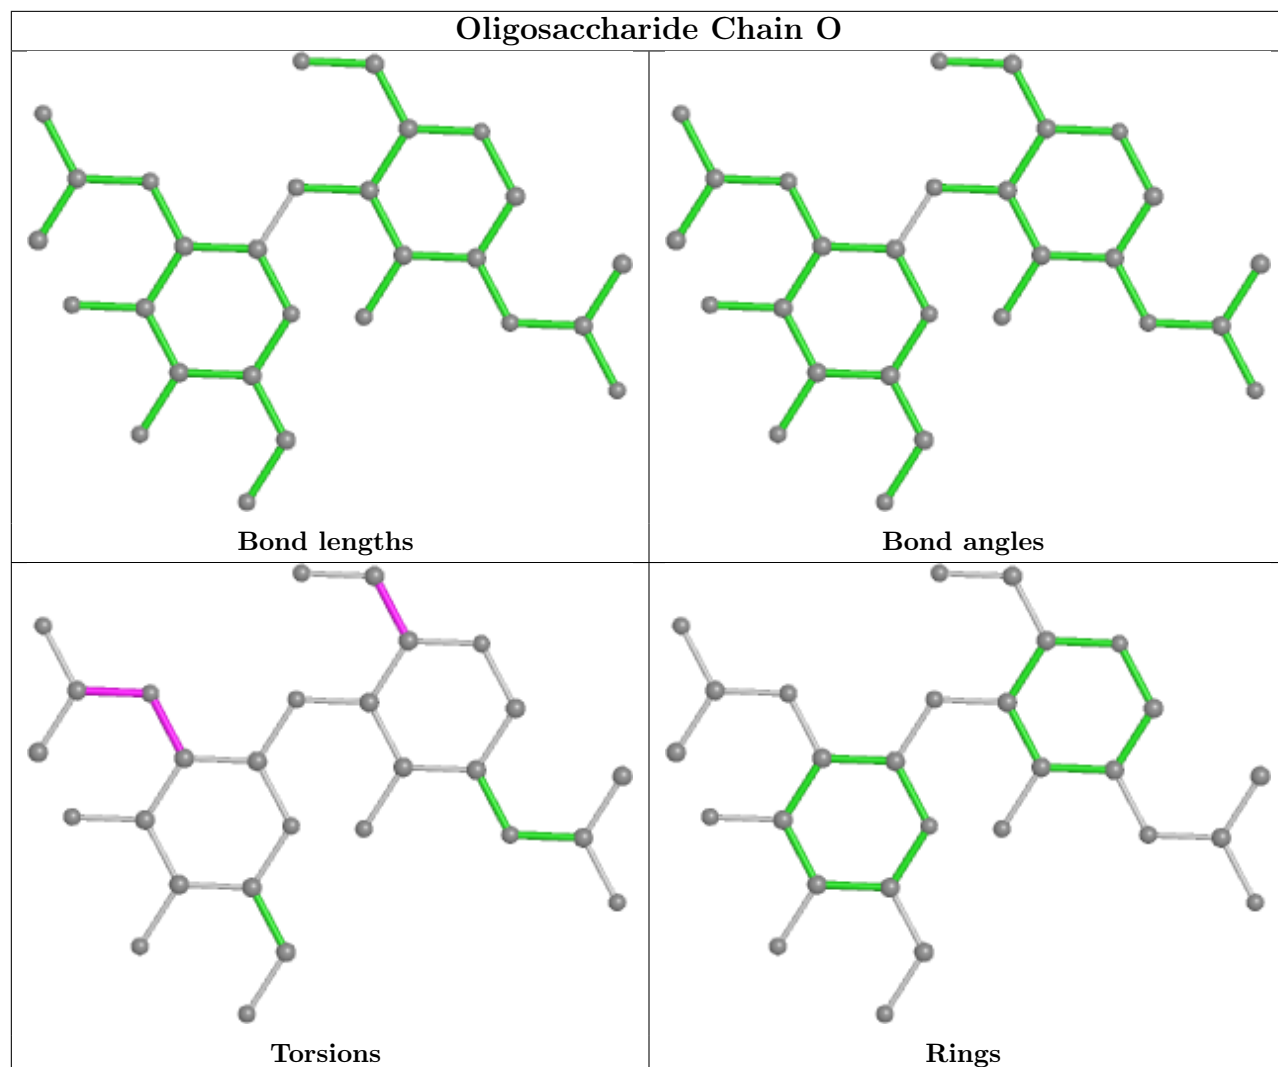 Oligosaccharide Chain O
Bond lengths
Bond angles
Torsions
Rings